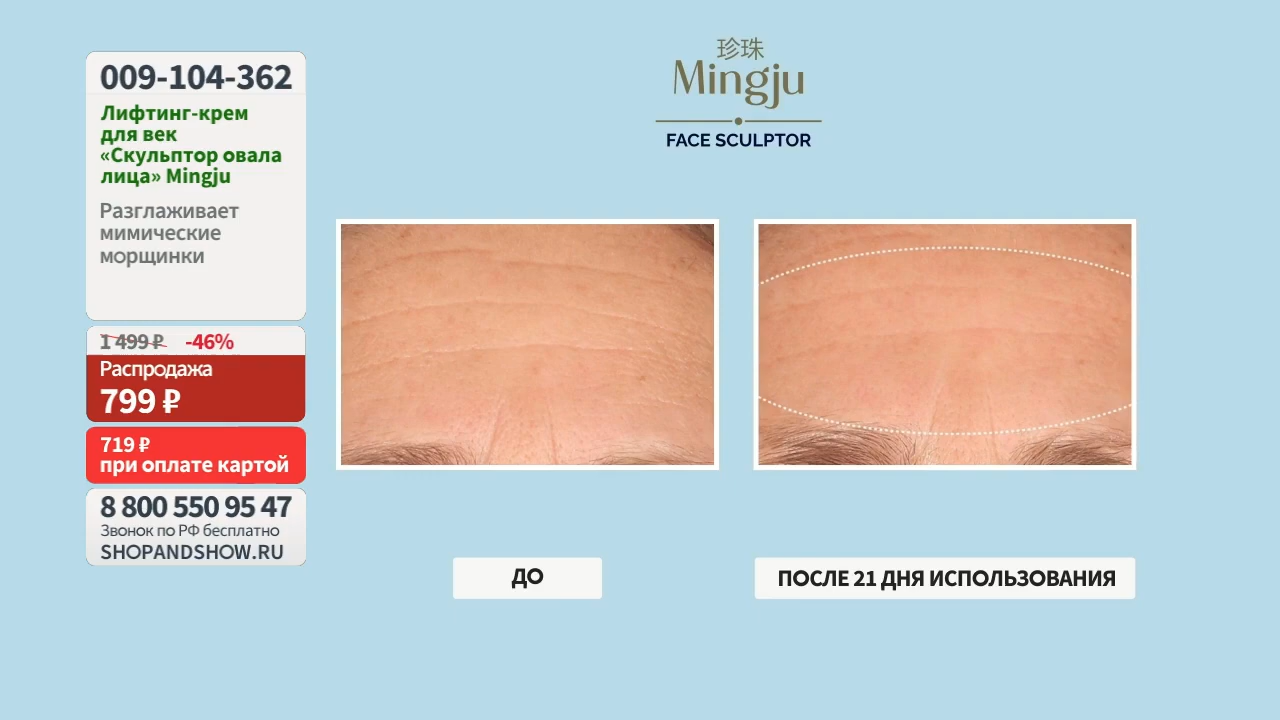 009-104-362
Лифтинг-крем
для век
«Скульптор овала
лица» Mingju
Разглаживает
мимические
морщинки
1 499 ₽ -46%
Распродажа
799 ₽
719 ₽
при оплате картой
8 800 550 95 47
Звонок по РФ бесплатно
SHOPANDSHOW.RU
珍珠
Mingju
FACE SCULPTOR
ДО
ПОСЛЕ 21 ДНЯ ИСПОЛЬЗОВАНИЯ